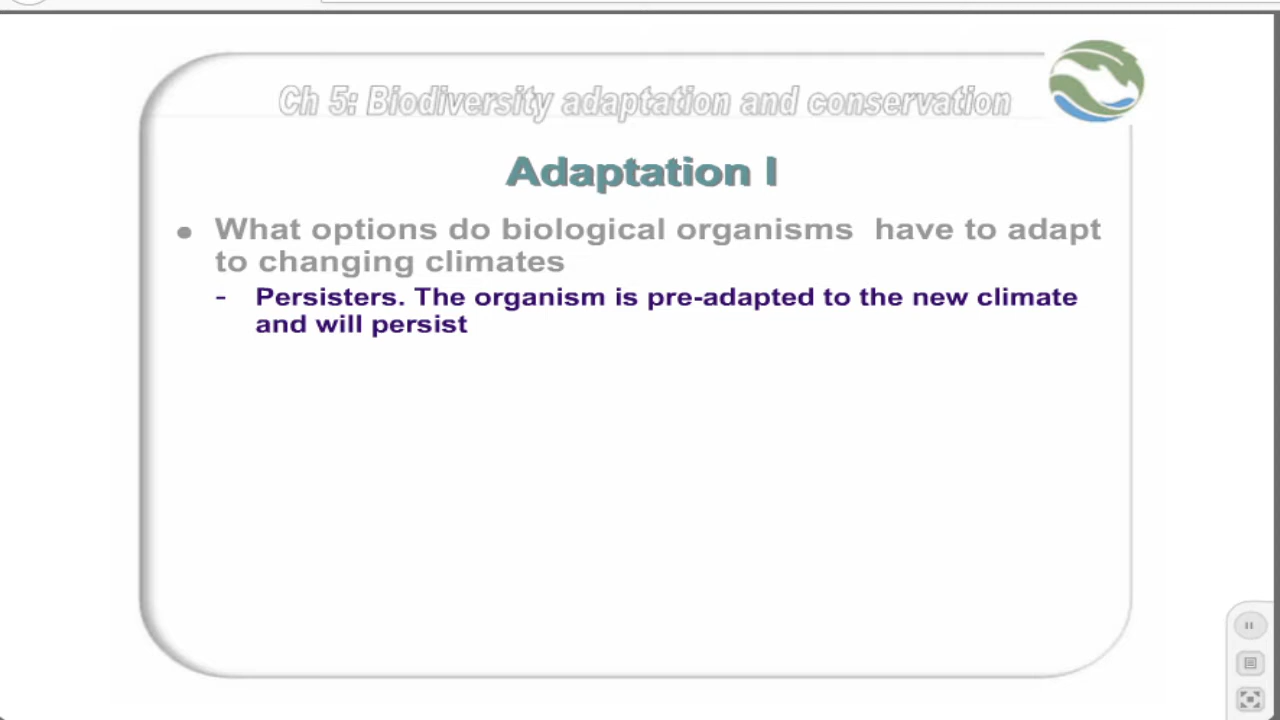 Ch 5: Biodiversity adaptation and conservation
Adaptation I
• What options do biological organisms have to adapt
to changing climates
- Persisters. The organism is pre-adapted to the new climate
and will persist